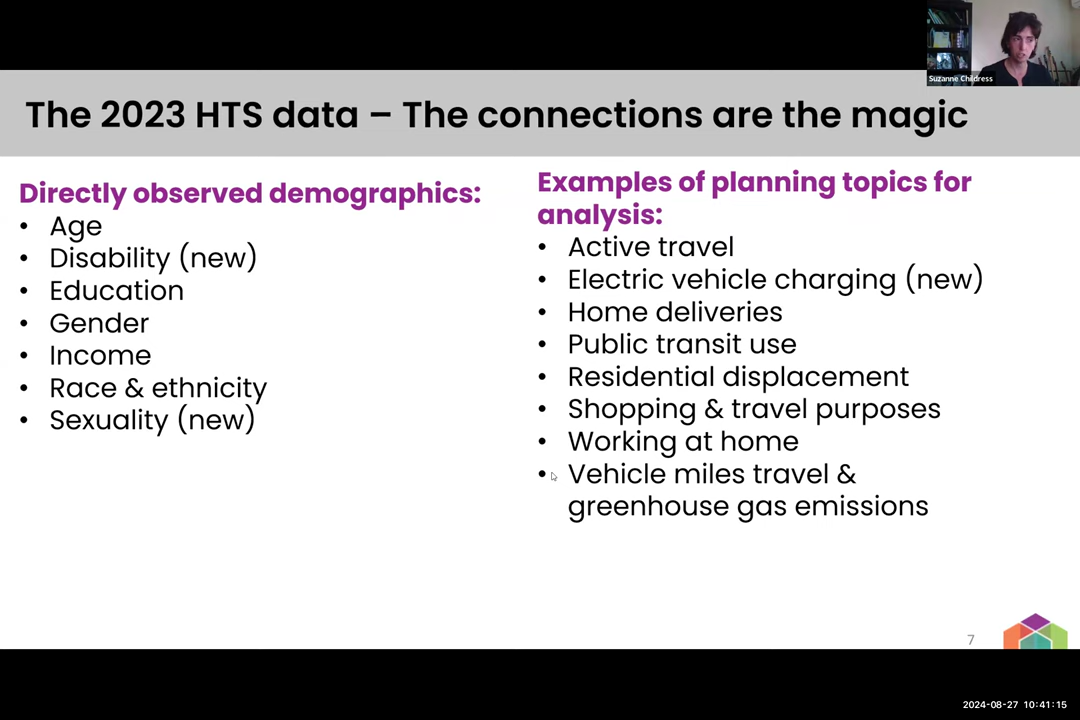 Suzanne Childress
The 2023 HTS data – The connections are the magic
Directly observed demographics:
• Age
• Disability (new)
• Education
• Gender
• Income
• Race & ethnicity
• Sexuality (new)
Examples of planning topics for
analysis:
• Active travel
• Electric vehicle charging (new)
• Home deliveries
• Public transit use
• Residential displacement
• Shopping & travel purposes
• Working at home
• Vehicle miles travel &
greenhouse gas emissions
7
2024-08-27 10:41:15